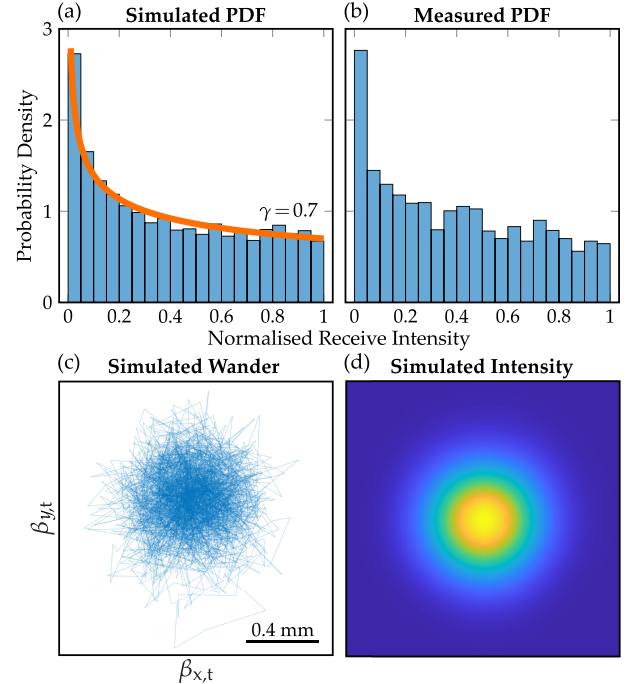 (a) Simulated PDF
(b) Measured PDF
Probability Density
3
2
1
0
γ = 0.7
0 0.2 0.4 0.6 0.8 1
0 0.2 0.4 0.6 0.8 1
Normalised Receive Intensity
(c) Simulated Wander
(d) Simulated Intensity
βy,t
0.4 mm
βx,t